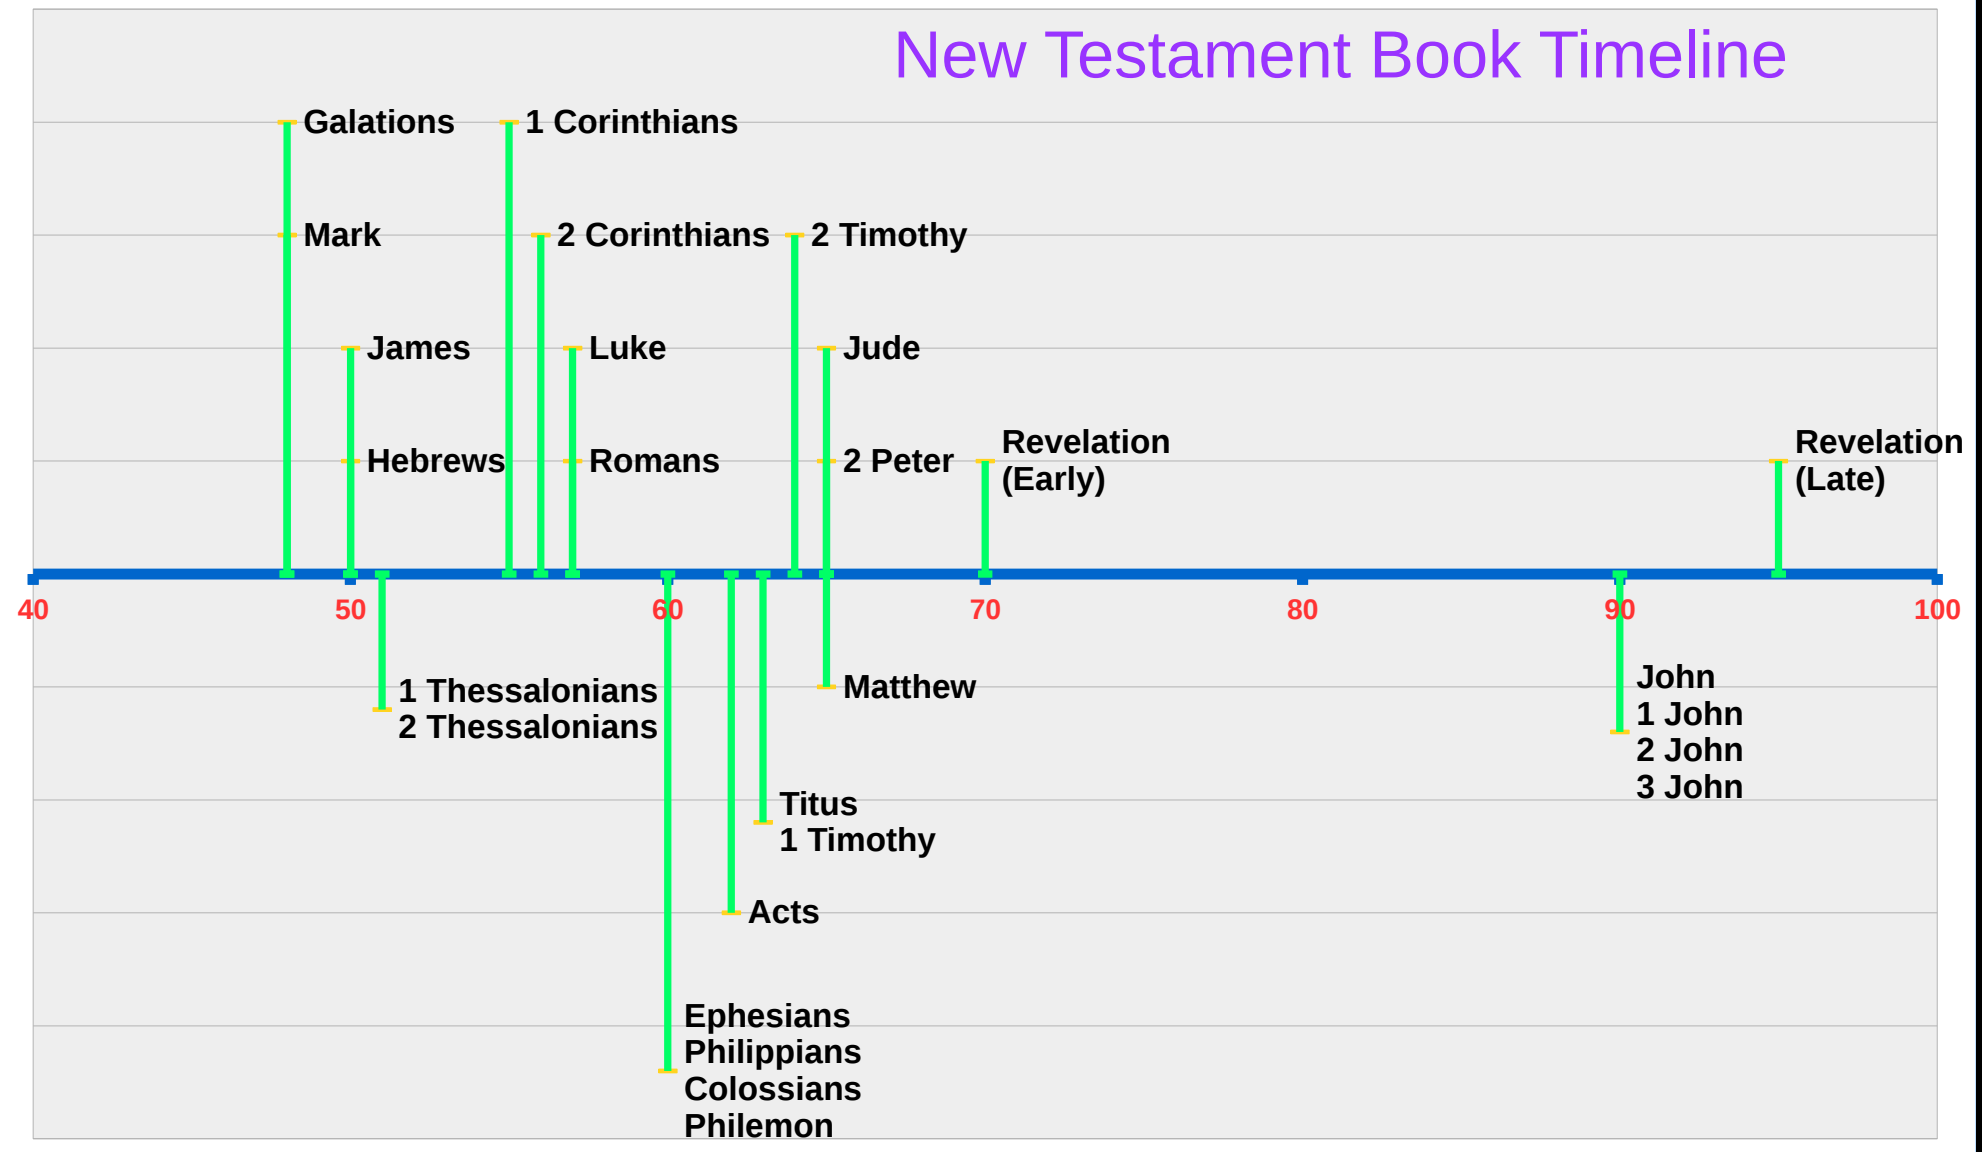 New Testament Book Timeline
Galations
1 Corinthians
Mark
2 Corinthians
2 Timothy
James
Luke
Jude
Hebrews
Romans
2 Peter
Revelation
(Early)
Revelation
(Late)
40
50
60
70
80
90
100
1 Thessalonians
2 Thessalonians
Matthew
John
1 John
2 John
3 John
Titus
1 Timothy
Acts
Ephesians
Philippians
Colossians
Philemon